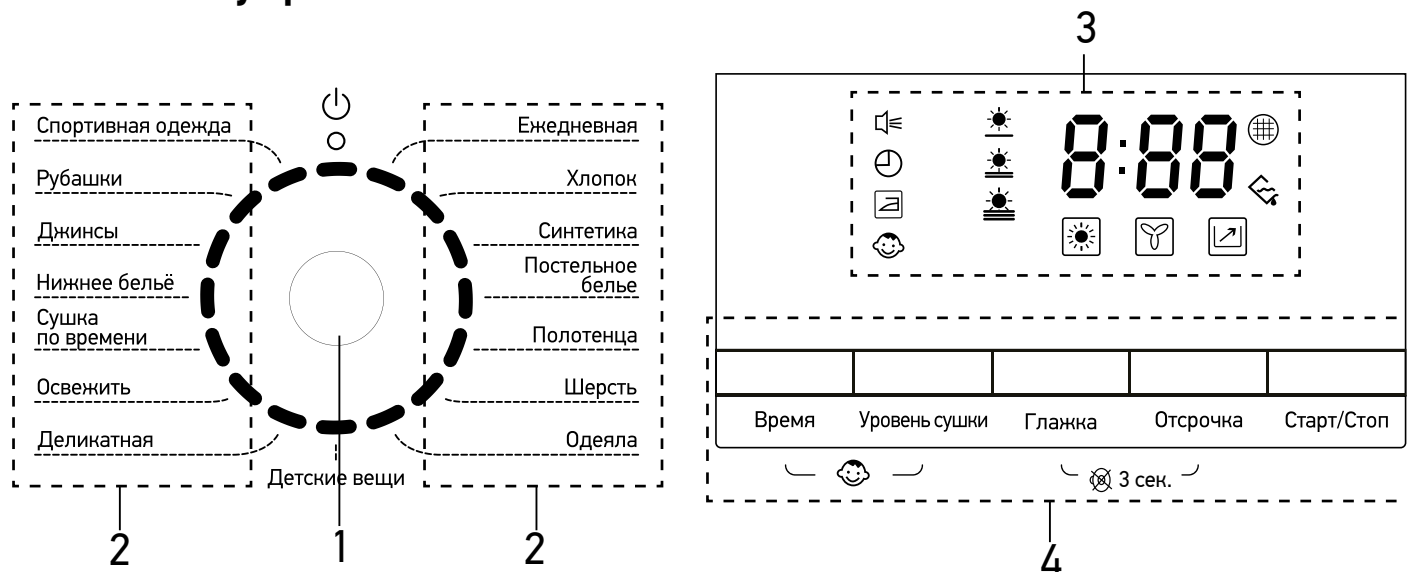 3
Спортивная одежда
Рубашки
Джинсы
Нижнее бельё
Сушка
по времени
Освежить
Деликатная
Ежедневная
Хлопок
Синтетика
Постельное
белье
Полотенца
Шерсть
Одеяла
Детские вещи
2
1
2
8:88
Время
Уровень сушки
Глажка
Отсрочка
Старт/Стоп
3 сек.
4